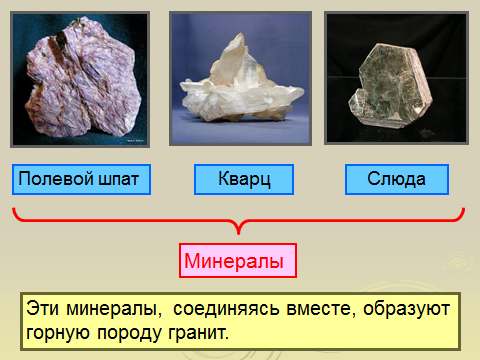 Полевой шпат
Кварц
Слюда
Минералы
Эти минералы, соединяясь вместе, образуют
горную породу гранит.